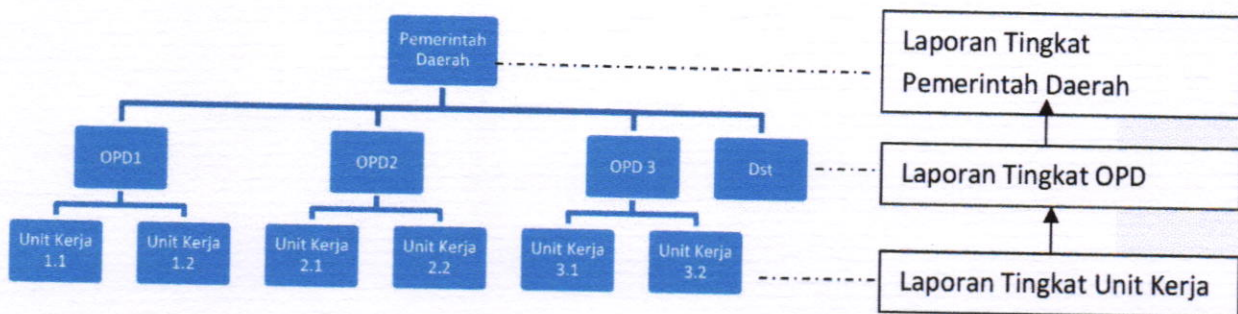 Pemerintah
Daerah
Laporan Tingkat
Pemerintah Daerah
OPD1
OPD2
OPD 3
Dst
Laporan Tingkat OPD
Unit Kerja
1.1
Unit Kerja
1.2
Unit Kerja
2.1
Unit Kerja
2.2
Unit Kerja
3.1
Unit Kerja
3.2
Laporan Tingkat Unit Kerja